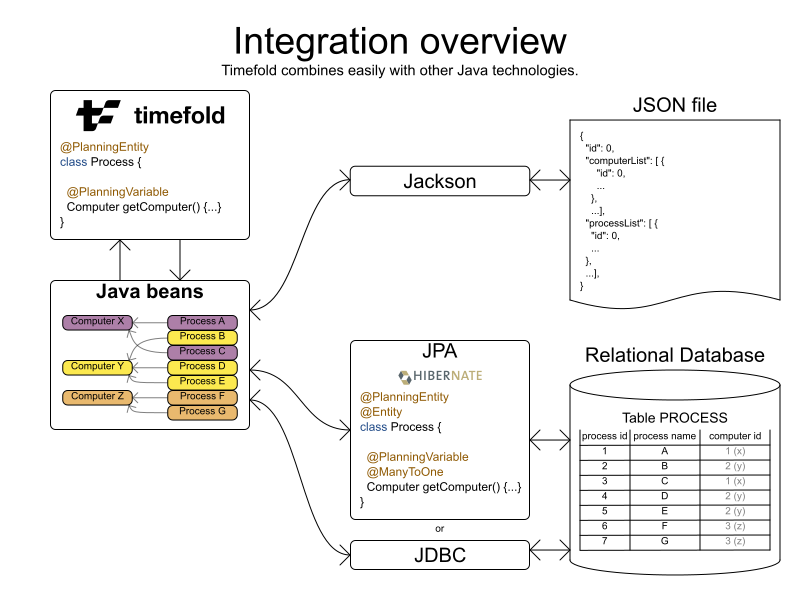 Integration overview
Timefold combines easily with other Java technologies.
timefold
@PlanningEntity
class Process {
@PlanningVariable
Computer getComputer() {...}
}
Java beans
Computer X
Computer Y
Computer Z
Process A
Process B
Process C
Process D
Process E
Process F
Process G
Jackson
JSON file
{
"id": 0,
"computerList": [ {
"id": 0,
...
},
...],
"processList": [ {
"id": 0,
...
},
...],
}
JPA
HIBERNATE
@PlanningEntity
@Entity
class Process {
@PlanningVariable
@ManyToOne
Computer getComputer() {...}
}
or
JDBC
Relational Database
Table PROCESS
process id process name computer id
1 A 1 (x)
2 B 2 (y)
3 C 1 (x)
4 D 2 (y)
5 E 2 (y)
6 F 3 (z)
7 G 3 (z)